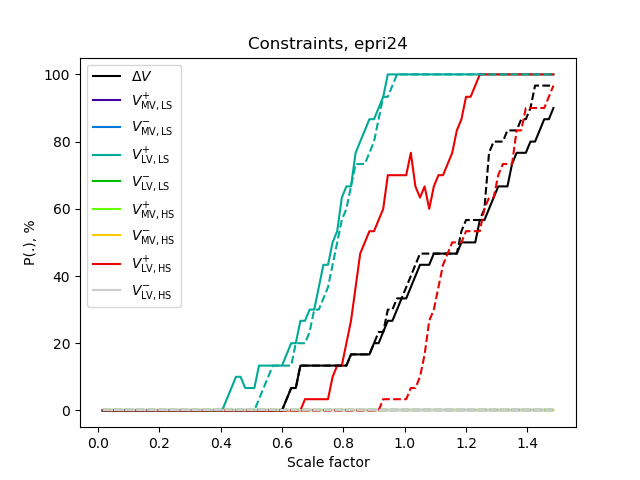 Constraints, epri24
P(.), %
100
80
60
40
20
0
ΔV
V⁺MV, LS
V⁻MV, LS
V⁺LV, LS
V⁻LV, LS
V⁺MV, HS
V⁻MV, HS
V⁺LV, HS
V⁻LV, HS
0.0 0.2 0.4 0.6 0.8 1.0 1.2 1.4
Scale factor